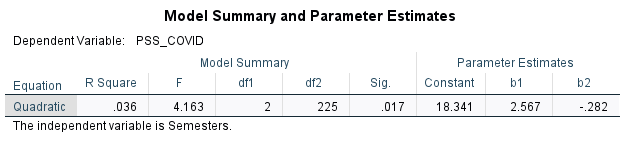 Model Summary and Parameter Estimates
Dependent Variable: PSS_COVID
Model Summary Parameter Estimates
Equation R Square F df1 df2 Sig. Constant b1 b2
Quadratic .036 4.163 2 225 .017 18.341 2.567 -.282
The independent variable is Semesters.